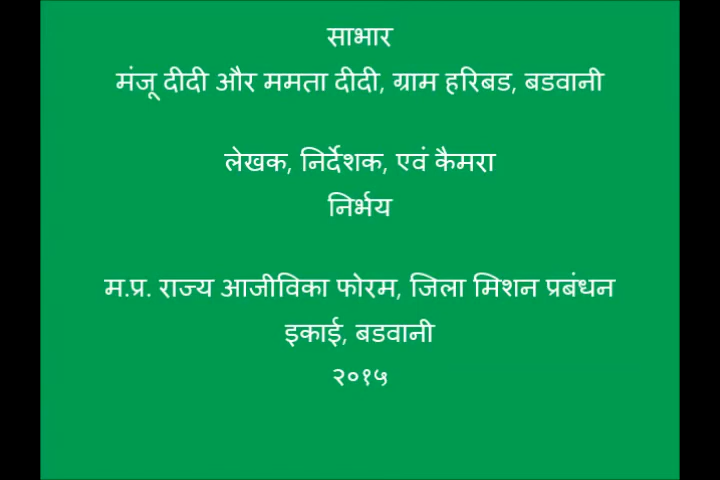 साभार
मंजू दीदी और ममता दीदी, ग्राम हरिबड, बडवानी
लेखक, निर्देशक, एवं कैमरा
निर्भय
म.प्र. राज्य आजीविका फोरम, जिला मिशन प्रबंधन
इकाई, बडवानी
२०१५